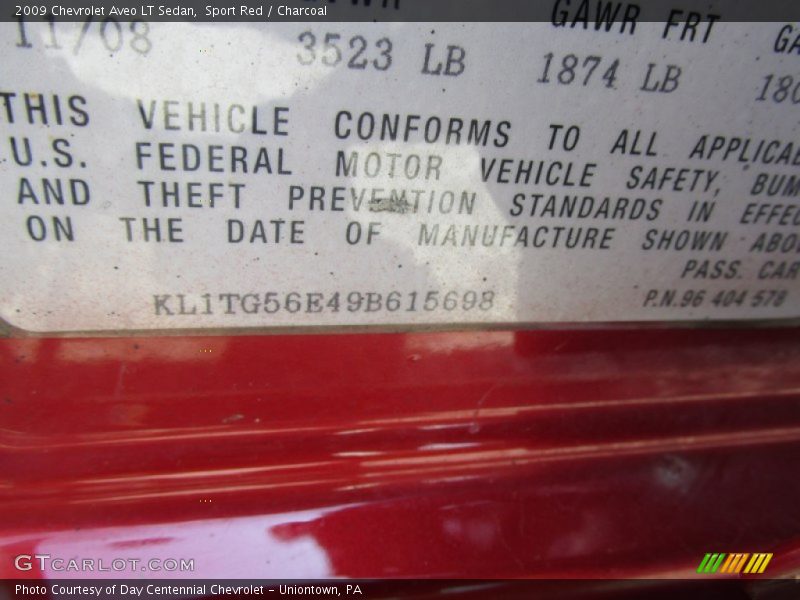 2009 Chevrolet Aveo LT Sedan, Sport Red / Charcoal
GAWR FRT
11/08 3523 LB 1874 LB
THIS VEHICLE CONFORMS TO ALL APPLICAB
U.S. FEDERAL MOTOR VEHICLE SAFETY, BUM
AND THEFT PREVENTION STANDARDS IN EFFEC
ON THE DATE OF MANUFACTURE SHOWN ABO
PASS. CAR
KL1TG56E49B615698 P.N.96 404 578
GTCARLOT.COM
Photo Courtesy of Day Centennial Chevrolet - Uniontown, PA